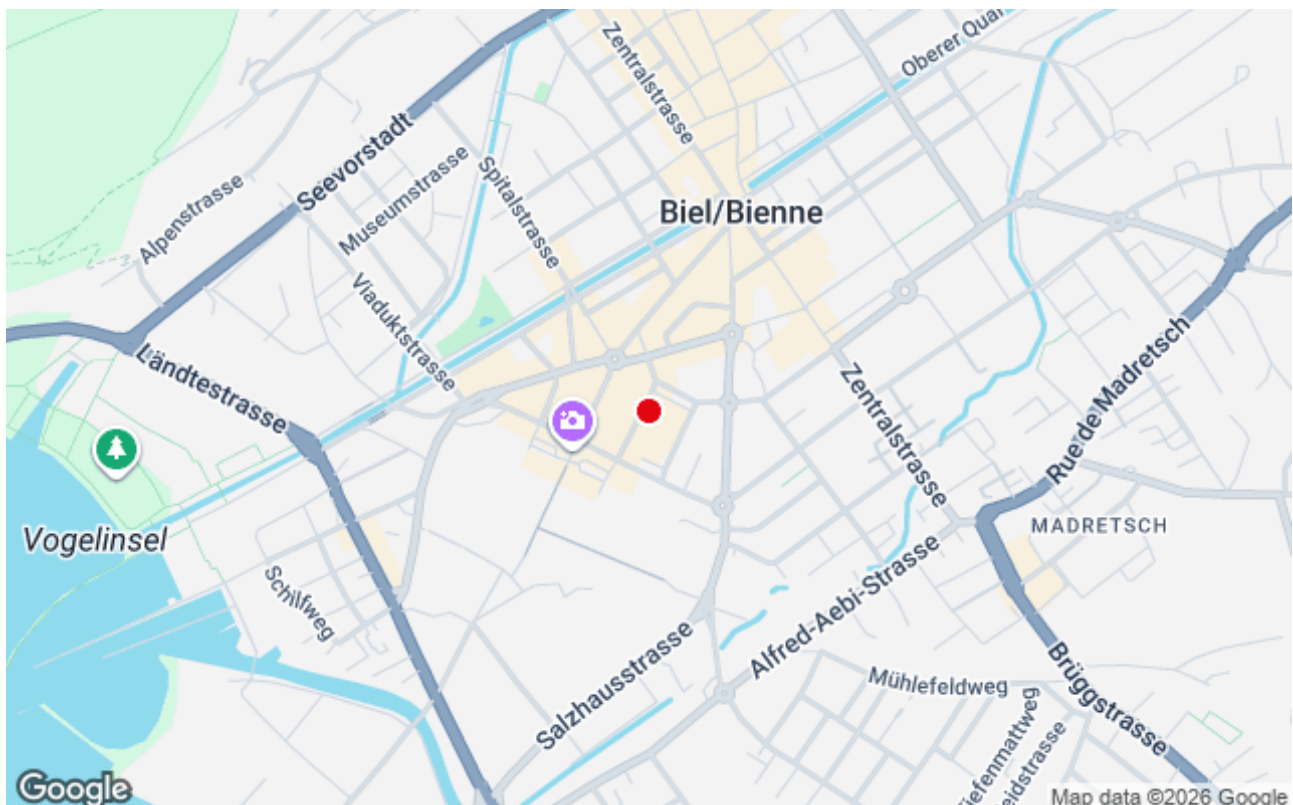 Zentralstrasse
Oberer Quai
Seevorstadt
Museumstrasse
Spitalstrasse
Alpenstrasse
Biel/Bienne
Viaduktstrasse
Ländtestrasse
Zentralstrasse
Rue de Madretsch
Vogelinsel
MADRETSCH
Schilfweg
Alfred-Aebi-Strasse
Salzhausstrasse
Mühlefeldweg
Brüggstrasse
Google
Map data ©2026 Google